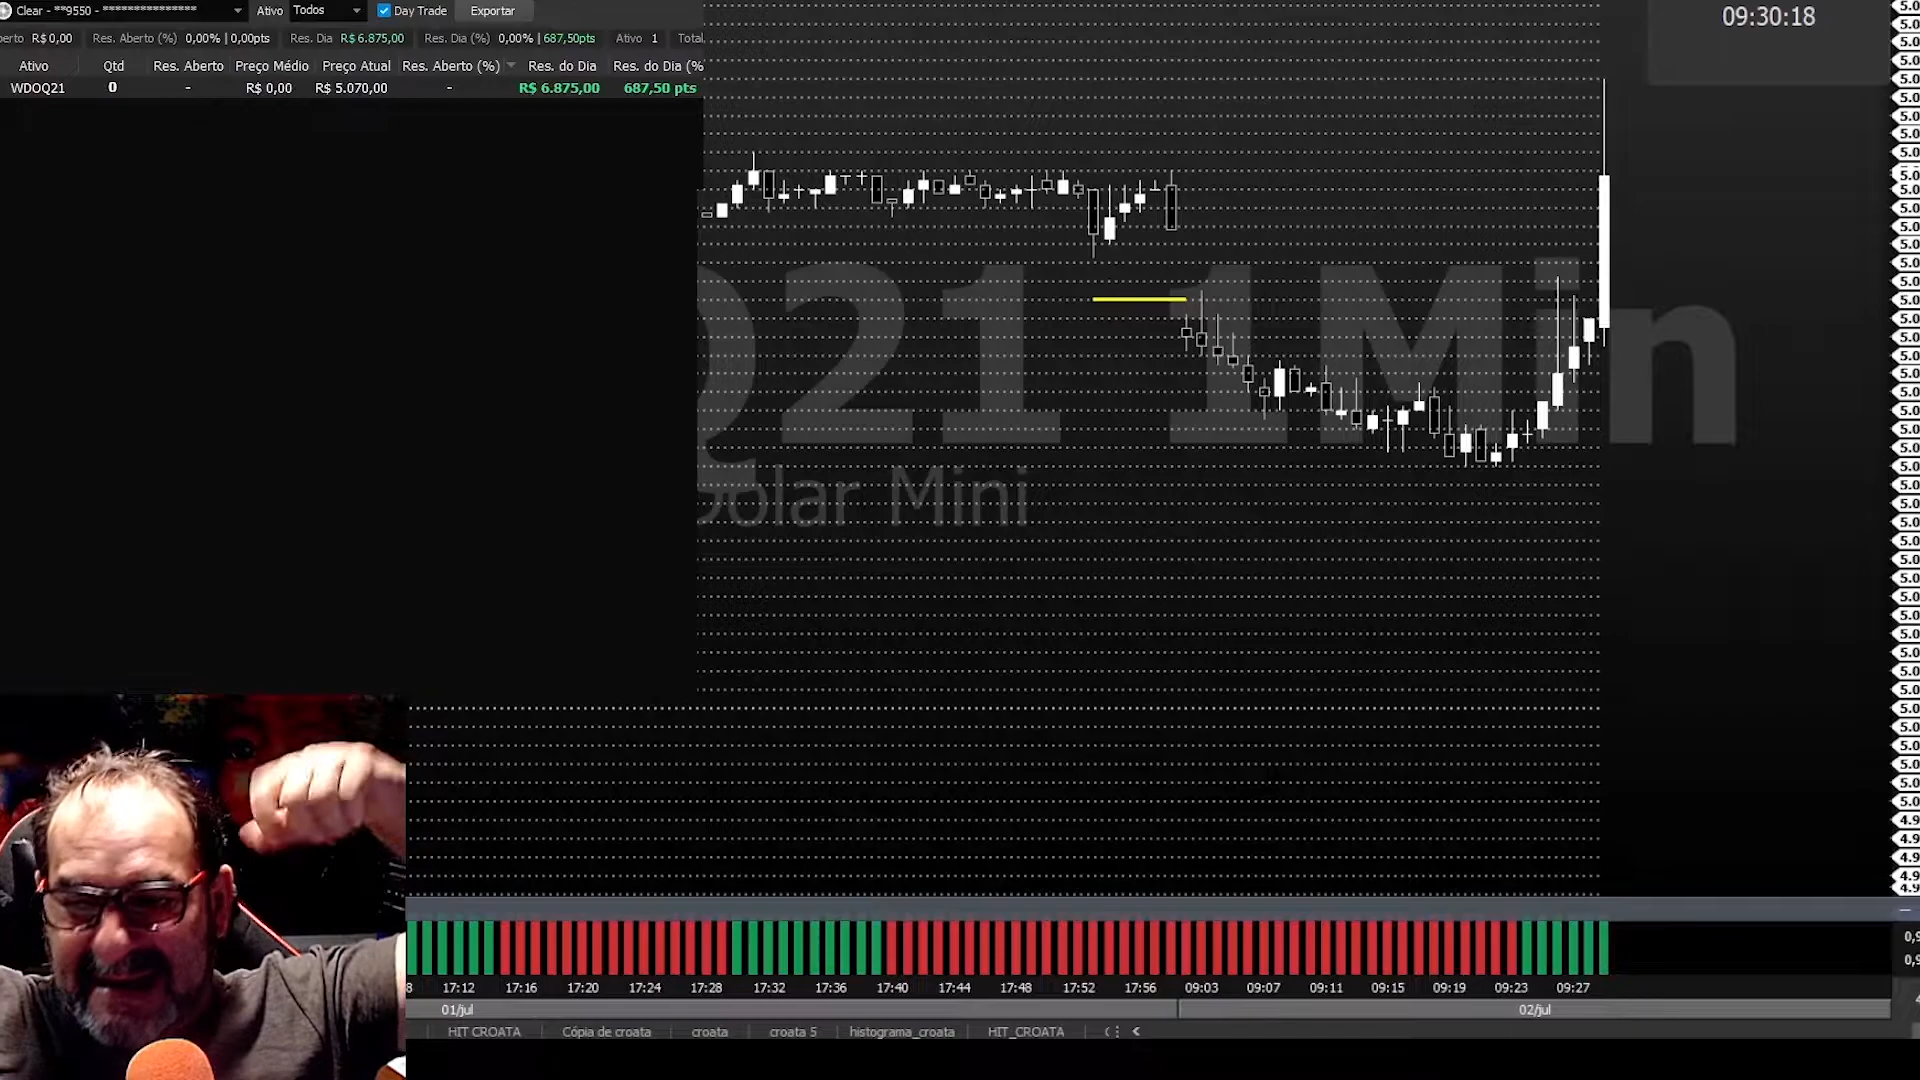 Clear - **9550 - *************** Ativo Todos Day Trade Exportar
09:30:18
R$ 0,00 Res. Aberto (%) 0,00% | 0,00pts Res. Dia R$ 6.875,00 Res. Dia (%) 0,00% | 687,50pts Ativo 1 Total
Ativo Qtd Res. Aberto Preço Médio Preço Atual Res. Aberto (%) Res. do Dia Res. do Dia (%
WDOQ21 0 - R$ 0,00 R$ 5.070,00 - R$ 6.875,00 687,50 pts
Q21 1Min
Dolar Mini
8 17:12 17:16 17:20 17:24 17:28 17:32 17:36 17:40 17:44 17:48 17:52 17:56 09:03 09:07 09:11 09:15 09:19 09:23 09:27
01/jul 02/jul
HIT CROATA Cópia de croata croata croata 5 histograma_croata HIT_CROATA